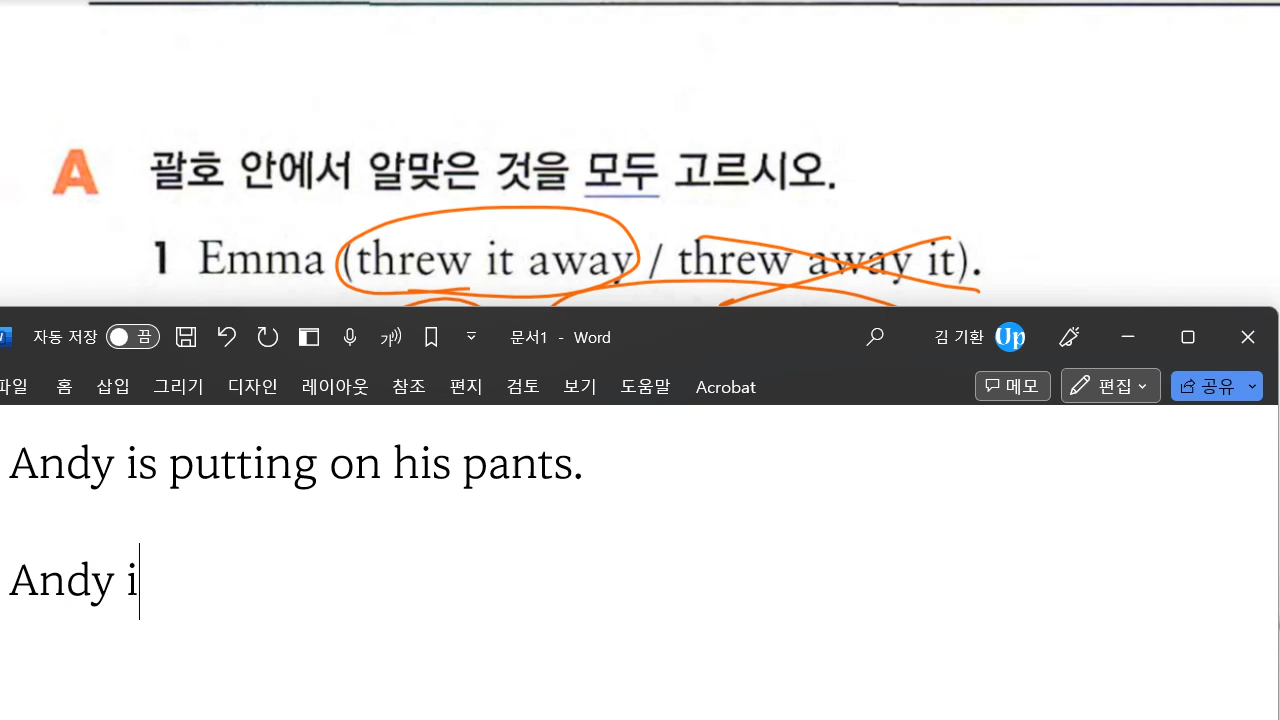 A 괄호 안에서 알맞은 것을 모두 고르시오.
1 Emma (threw it away / threw away it).
자동 저장 끔 가)) 문서1 - Word 김 기환 Up
파일 홈 삽입 그리기 디자인 레이아웃 참조 편지 검토 보기 도움말 Acrobat 메모 편집 공유
Andy is putting on his pants.
Andy i